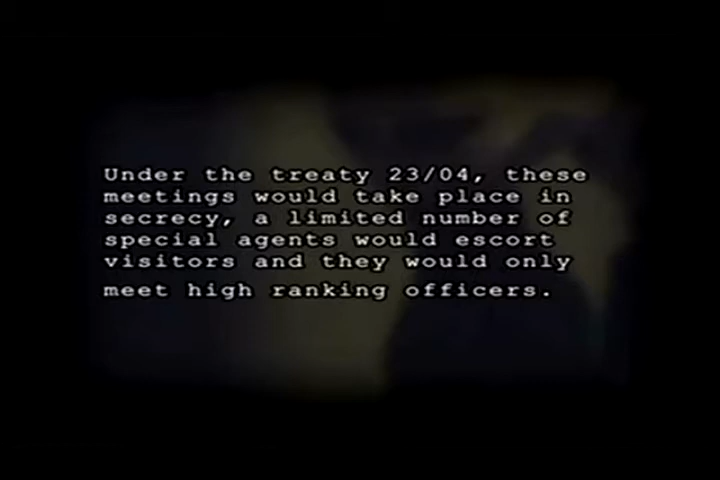 Under the treaty 23/04, these
meetings would take place in
secrecy, a limited number of
special agents would escort
visitors and they would only
meet high ranking officers.